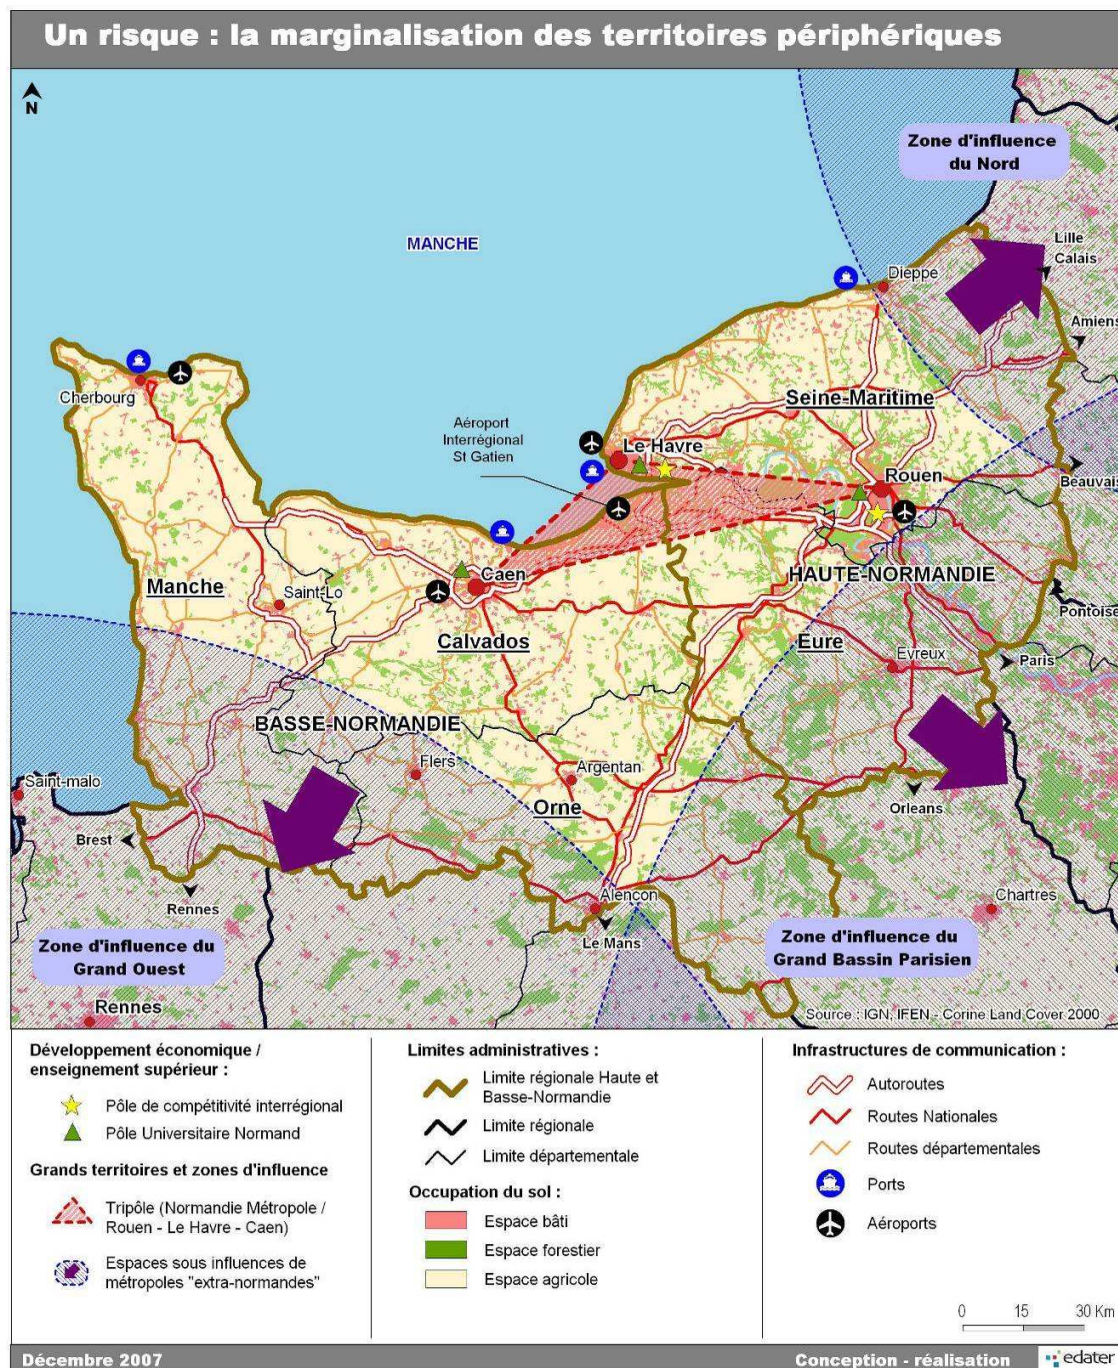 Un risque : la marginalisation des territoires périphériques
N
Zone d'influence
du Nord
MANCHE
Lille
Calais
Dieppe
Amiens
Cherbourg
Seine-Maritime
Aéroport
Interrégional
St Gatien
Le Havre
Rouen
Beauvais
Caen
HAUTE-NORMANDIE
Manche
Saint-Lo
Pontoise
Calvados
Eure
Evreux
Paris
BASSE-NORMANDIE
Flers
Argentan
Saint-malo
Orne
Orleans
Brest
Rennes
Alençon
Chartres
Le Mans
Zone d'influence du
Grand Ouest
Zone d'influence du
Grand Bassin Parisien
Rennes
Source : IGN, IFEN - Corine Land Cover 2000
Développement économique /
enseignement supérieur :
Pôle de compétitivité interrégional
Pôle Universitaire Normand
Grands territoires et zones d'influence
Tripôle (Normandie Métropole /
Rouen - Le Havre - Caen)
Espaces sous influences de
métropoles "extra-normandes"
Limites administratives :
Limite régionale Haute et
Basse-Normandie
Limite régionale
Limite départementale
Occupation du sol :
Espace bâti
Espace forestier
Espace agricole
Infrastructures de communication :
Autoroutes
Routes Nationales
Routes départementales
Ports
Aéroports
0 15 30 Km
Décembre 2007
Conception - réalisation
edater